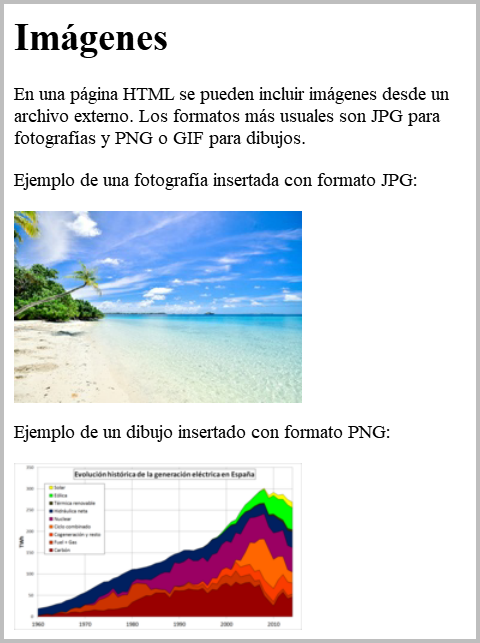 Imágenes
En una página HTML se pueden incluir imágenes desde un
archivo externo. Los formatos más usuales son JPG para
fotografías y PNG o GIF para dibujos.
Ejemplo de una fotografía insertada con formato JPG:
Ejemplo de un dibujo insertado con formato PNG:
Evolución histórica de la generación eléctrica en España
350
300
250
200
150
100
50
0
TWh
Solar
Eólica
Térmica renovable
Hidráulica neta
Nuclear
Ciclo combinado
Cogeneración y resto
Fuel + Gas
Carbón
1960
1970
1980
1990
2000
2010